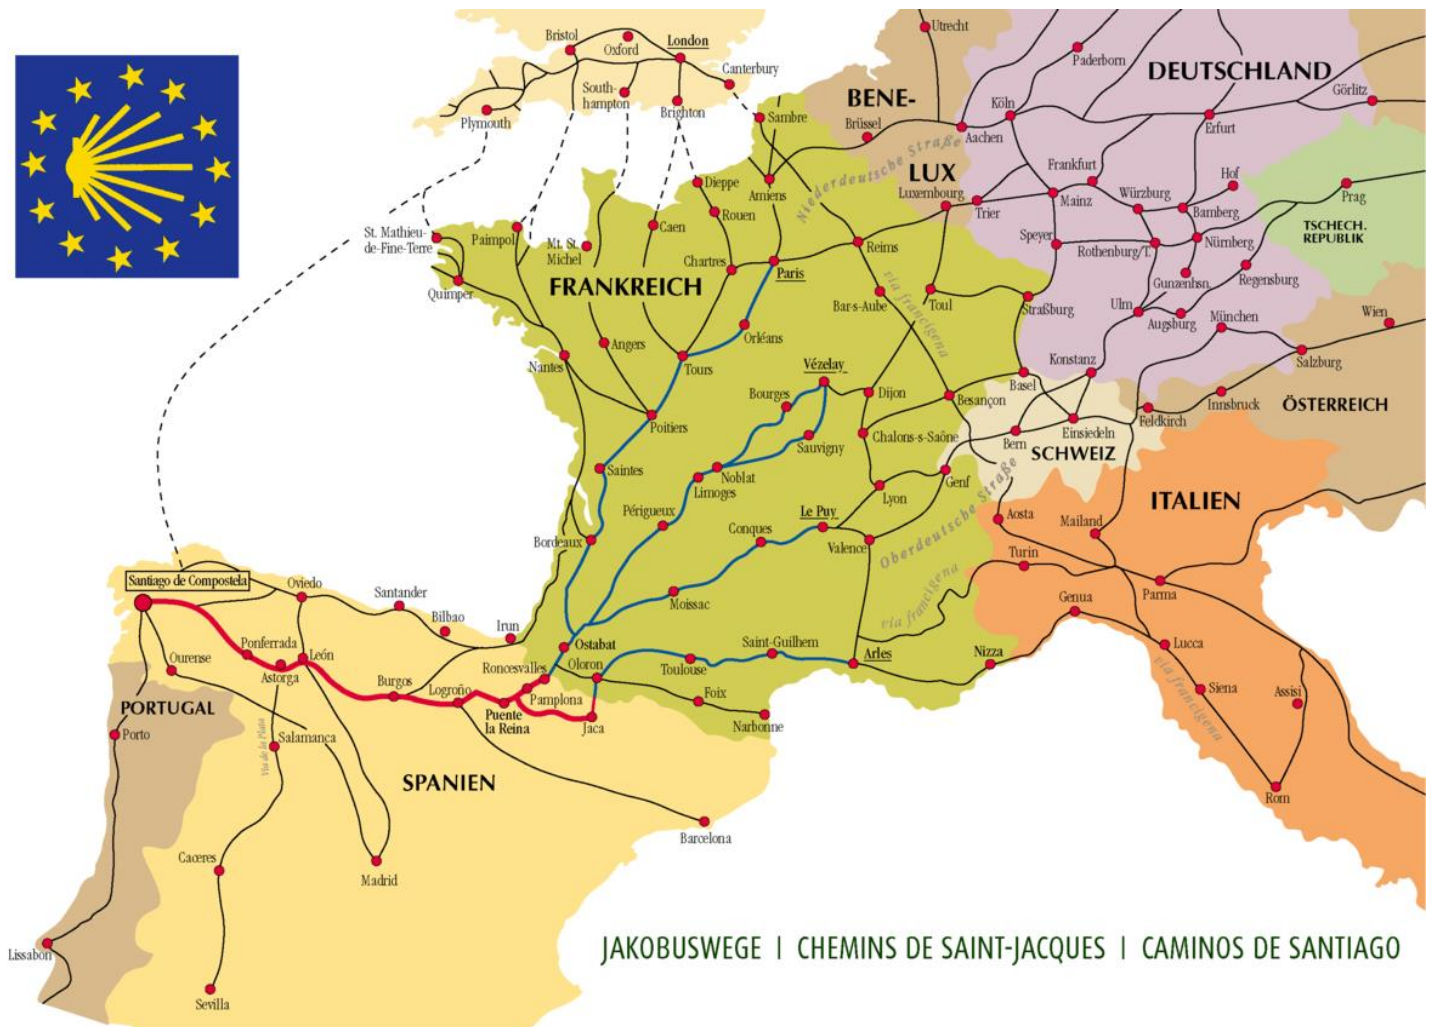 Utrecht
Bristol
Oxford
London
Paderborn
DEUTSCHLAND
Canterbury
Görlitz
South-
hampton
BENE-
Köln
Brighton
Plymouth
Sambre
Brüssel
Aachen
Erfurt
Niederdeutsche Straße
LUX
Frankfurt
Hof
Dieppe
Amiens
Luxembourg
Trier
Mainz
Würzburg
Prag
Rouen
Bamberg
St. Mathieu-
de-Fine-Terre
Paimpol
Mt. St.
Michel
Caen
TSCHECH.
REPUBLIK
Reims
Speyer
Rothenburg/T.
Nürnberg
Chartres
Paris
FRANKREICH
Quimper
via francigena
Bar-s-Aube
Toul
Straßburg
Gunzenhsn.
Regensburg
Ulm
Augsburg
München
Wien
Orléans
Angers
Nantes
Tours
Vézelay
Konstanz
Salzburg
Basel
Bourges
Dijon
Besançon
Innsbruck
ÖSTERREICH
Feldkirch
Poitiers
Sauvigny
Chalons-s-Saône
Bern
Einsiedeln
SCHWEIZ
Saintes
Noblat
Limoges
Genf
Lyon
ITALIEN
Périgueux
Le Puy
Conques
Oberdeutsche Straße
Aosta
Mailand
Bordeaux
Valence
Turin
Santiago de Compostela
Oviedo
Santander
Moissac
via francigena
Genua
Parma
Bilbao
Irun
Ponferrada
Ostabat
Saint-Guilhem
Lucca
Ourense
Astorga
León
Roncesvalles
Oloron
Toulouse
Arles
Nizza
via francigena
Burgos
Logroño
Pamplona
Foix
Siena
Assisi
PORTUGAL
Puente
la Reina
Jaca
Narbonne
Porto
Via de la Plata
Salamanca
SPANIEN
Rom
Barcelona
Caceres
Madrid
Lissabon
JAKOBUSWEGE | CHEMINS DE SAINT-JACQUES | CAMINOS DE SANTIAGO
Sevilla